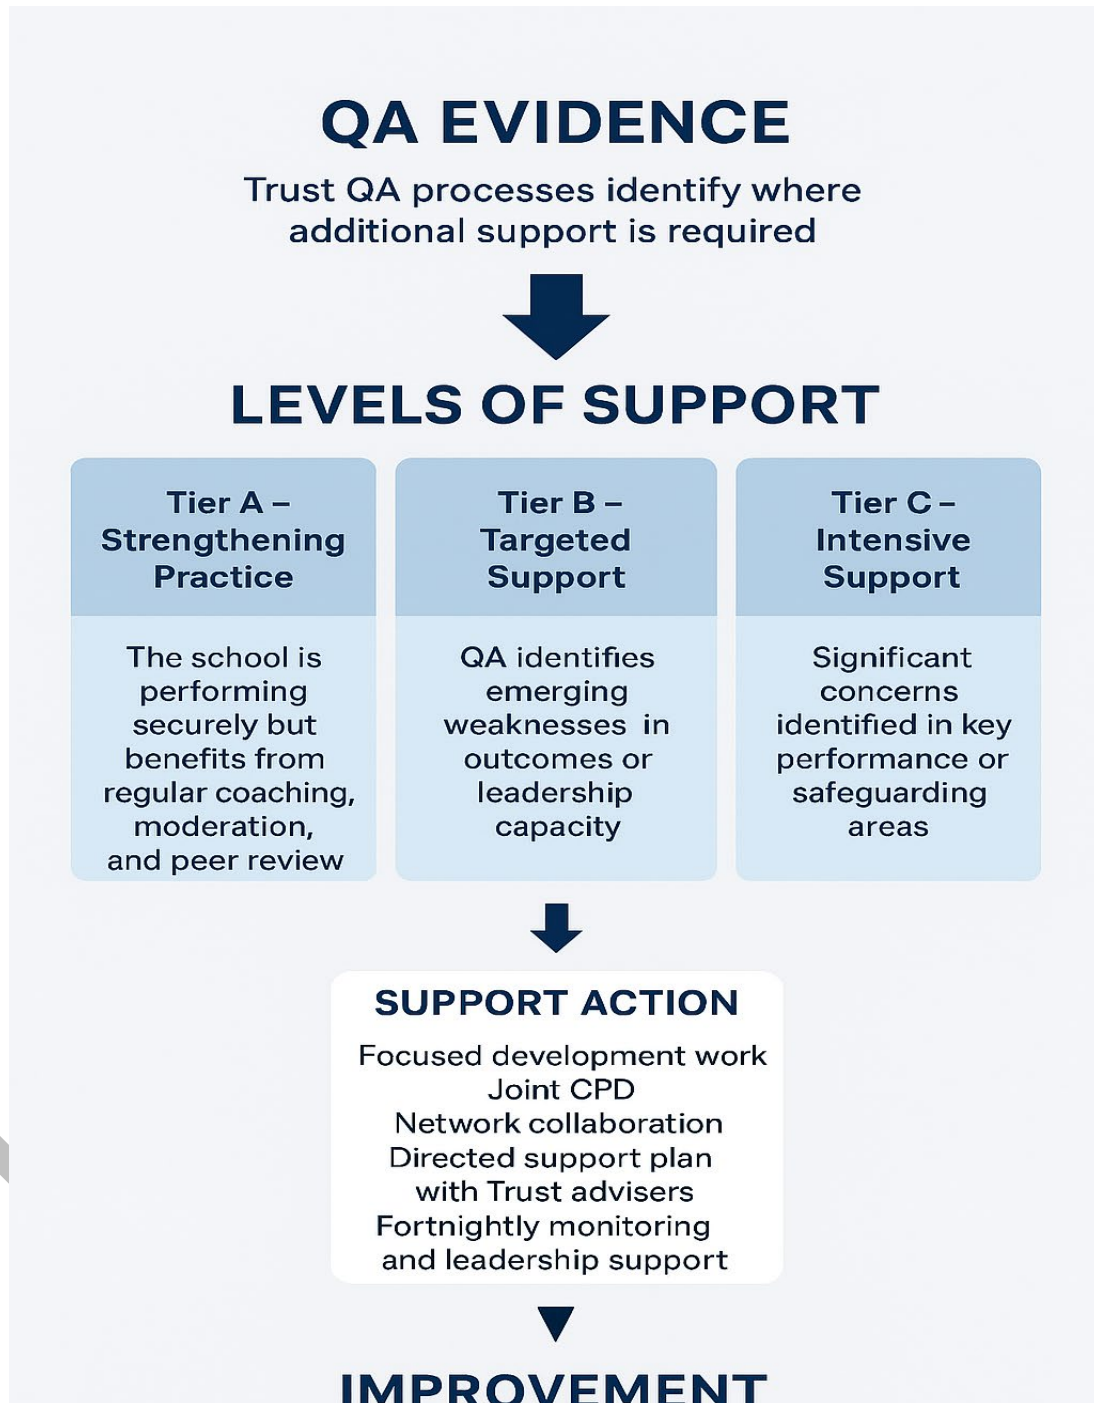 QA EVIDENCE
Trust QA processes identify where
additional support is required
LEVELS OF SUPPORT
Tier A –
Strengthening
Practice
The school is
performing
securely but
benefits from
regular coaching,
moderation,
and peer review
Tier B –
Targeted
Support
QA identifies
emerging
weaknesses in
outcomes or
leadership
capacity
Tier C –
Intensive
Support
Significant
concerns
identified in key
performance or
safeguarding
areas
SUPPORT ACTION
Focused development work
Joint CPD
Network collaboration
Directed support plan
with Trust advisers
Fortnightly monitoring
and leadership support
IMPROVEMENT